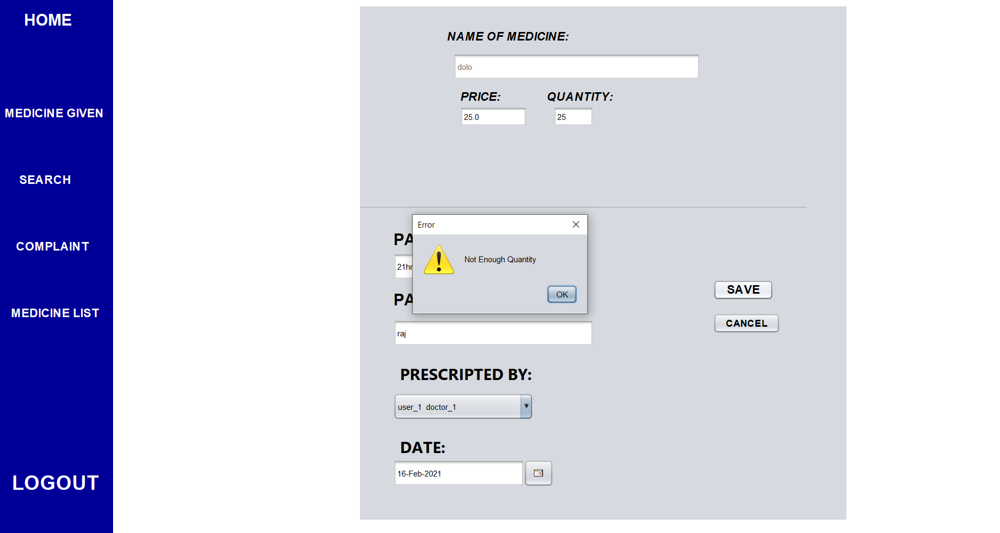 HOME
MEDICINE GIVEN
SEARCH
COMPLAINT
MEDICINE LIST
LOGOUT
NAME OF MEDICINE:
dolo
PRICE:
QUANTITY:
25.0
25
Error
Not Enough Quantity
OK
PA
21hr
PA
raj
SAVE
CANCEL
PRESCRIPTED BY:
user_1 doctor_1
DATE:
16-Feb-2021